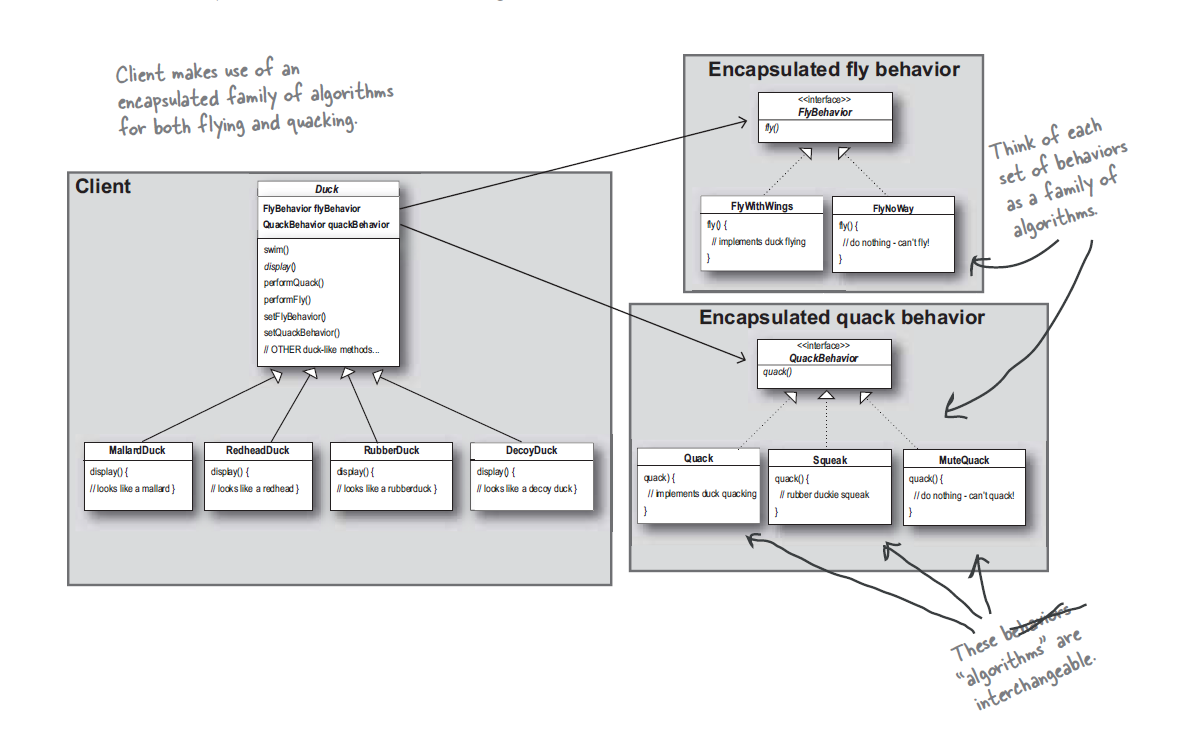 Client makes use of an
encapsulated family of algorithms
for both flying and quacking.
Client
Duck
FlyBehavior flyBehavior
QuackBehavior quackBehavior
swim()
display()
performQuack()
performFly()
setFlyBehavior()
setQuackBehavior()
// OTHER duck-like methods...
MallardDuck
display() {
// looks like a mallard }
RedheadDuck
display() {
// looks like a redhead }
RubberDuck
display() {
// looks like a rubberduck }
DecoyDuck
display() {
// looks like a decoy duck }
Encapsulated fly behavior
<<interface>>
FlyBehavior
fly()
FlyWithWings
fly() {
// implements duck flying
}
FlyNoWay
fly() {
// do nothing - can't fly!
}
Think of each
set of behaviors
as a family of
algorithms.
Encapsulated quack behavior
<<interface>>
QuackBehavior
quack()
Quack
quack) {
// implements duck quacking
}
Squeak
quack() {
// rubber duckie squeak
}
MuteQuack
quack() {
// do nothing - can't quack!
}
These behaviors
“algorithms” are
interchangeable.